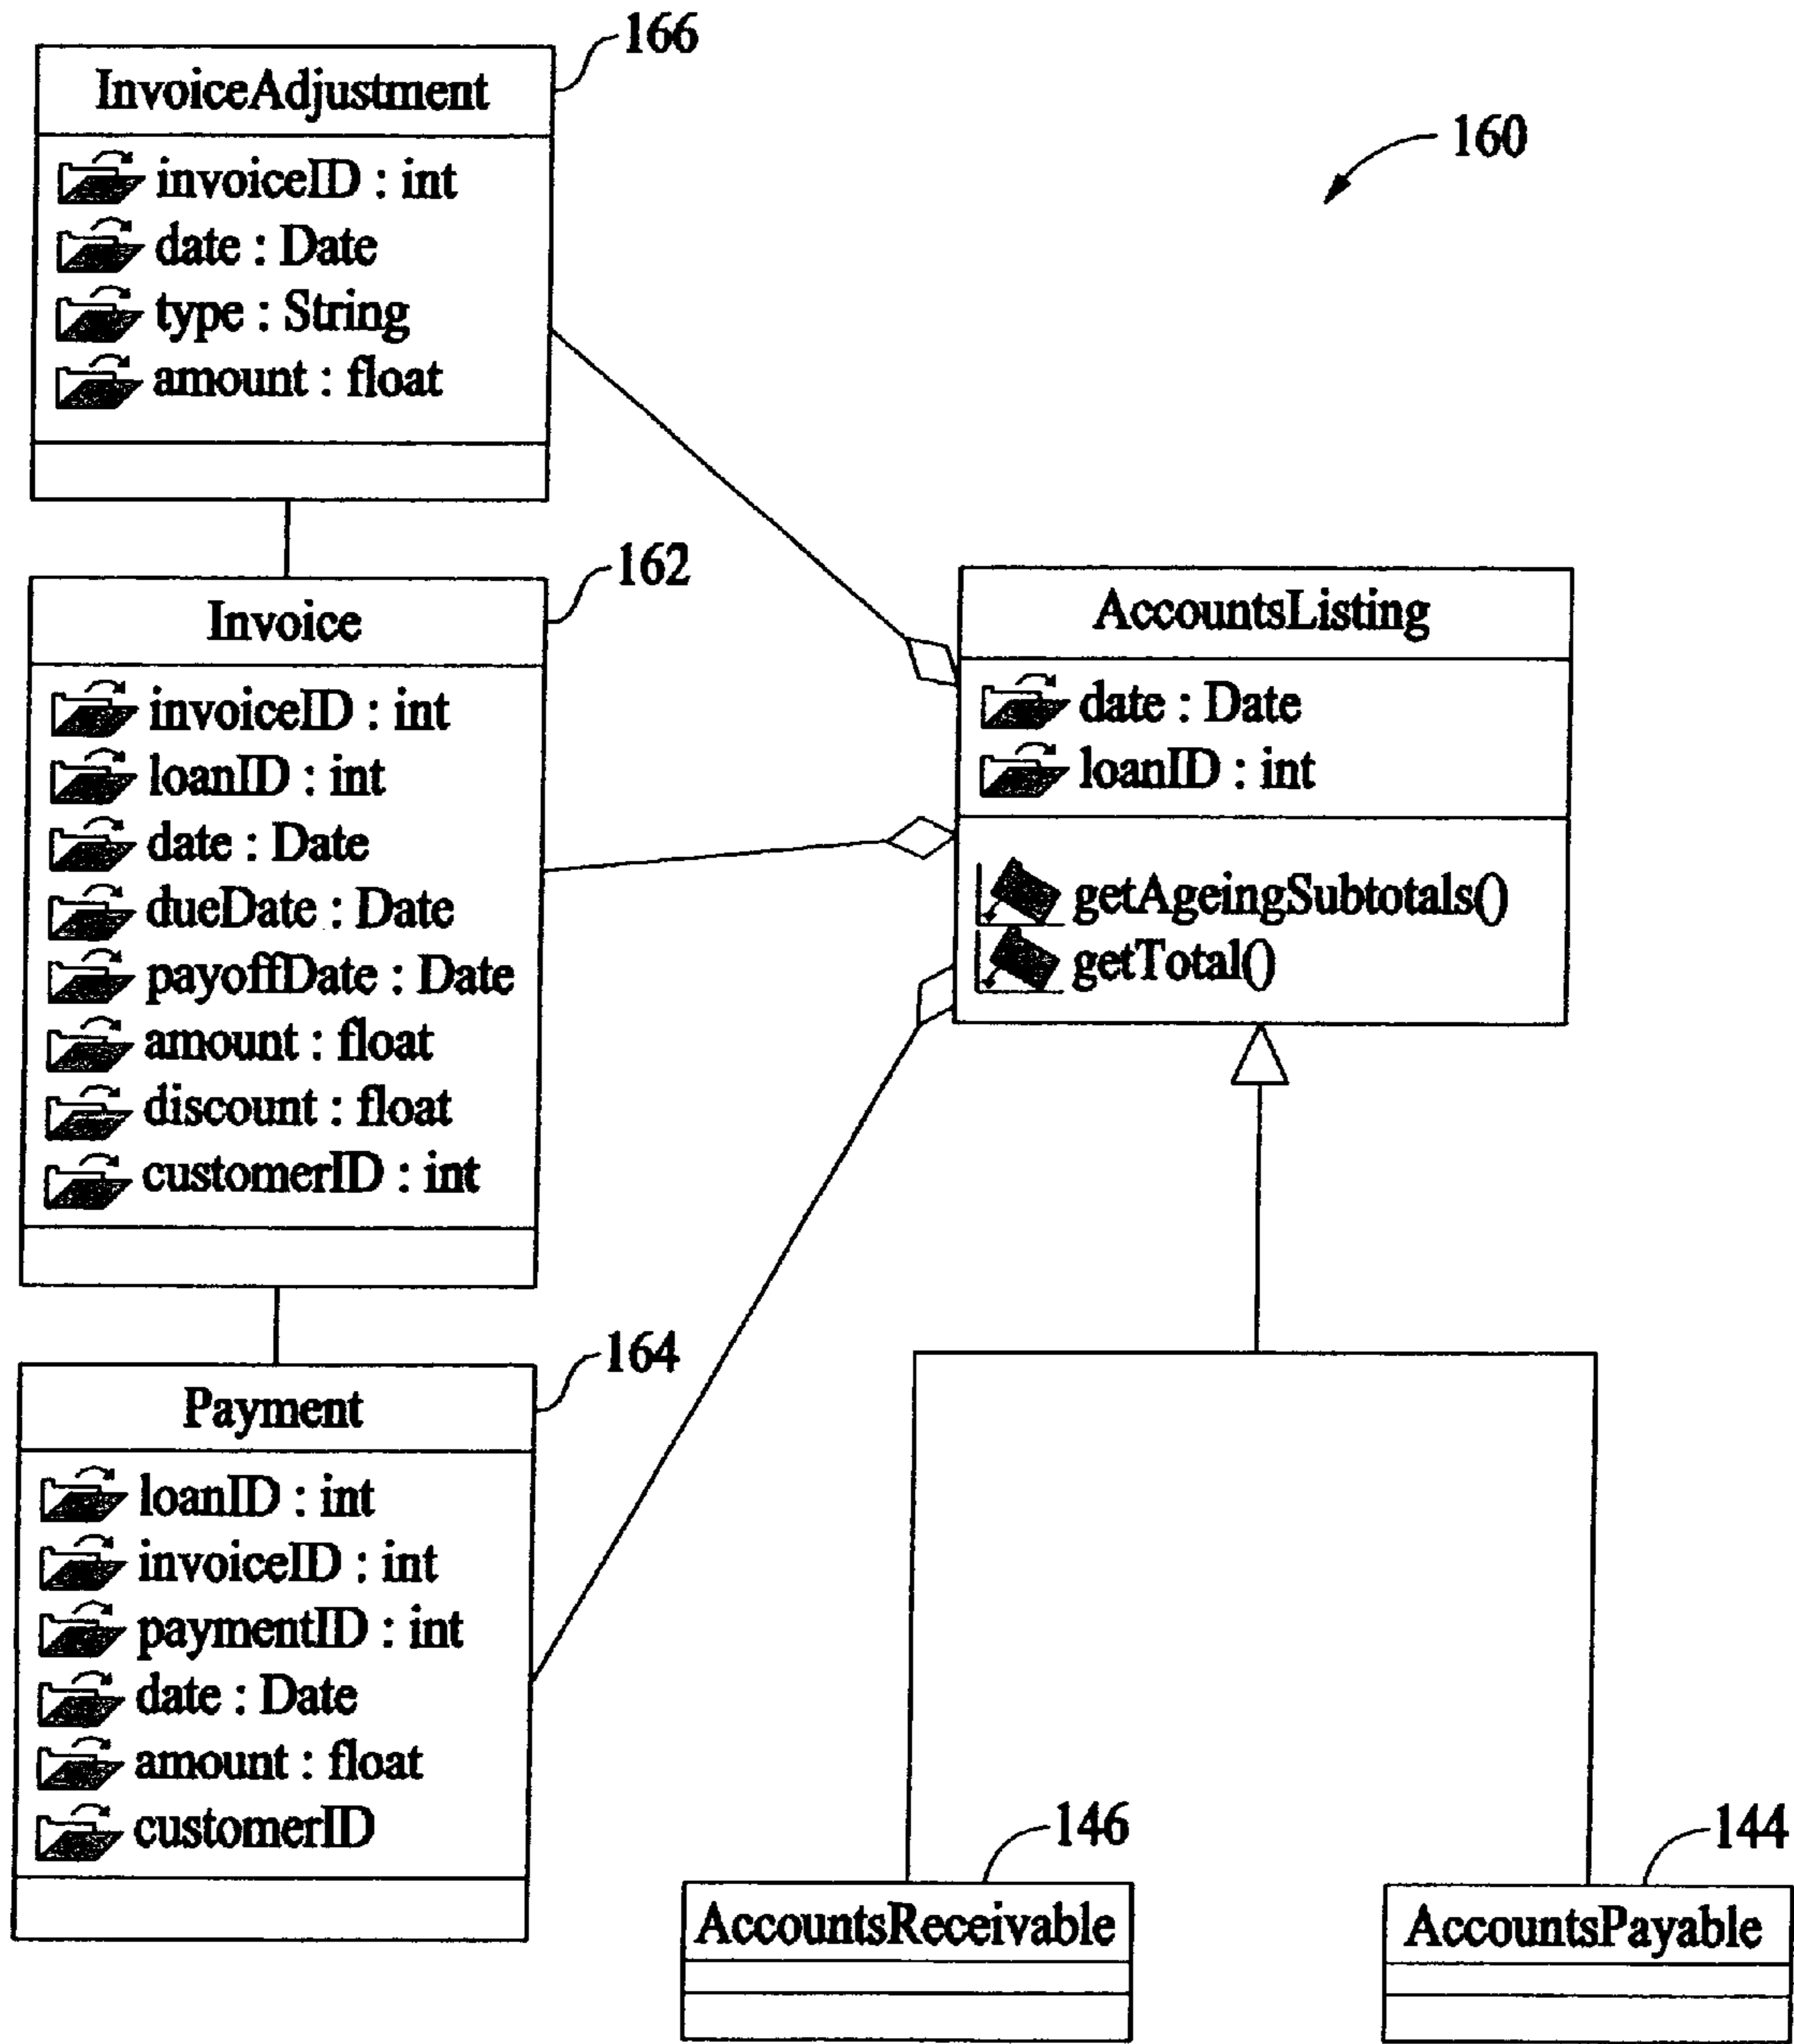 166
InvoiceAdjustment
invoiceID : int
date : Date
type : String
amount : float
160
162
Invoice
invoiceID : int
loanID : int
date : Date
dueDate : Date
payoffDate : Date
amount : float
discount : float
customerID : int
AccountsListing
date : Date
loanID : int
getAgeingSubtotals()
getTotal()
164
Payment
loanID : int
invoiceID : int
paymentID : int
date : Date
amount : float
customerID
146
AccountsReceivable
144
AccountsPayable